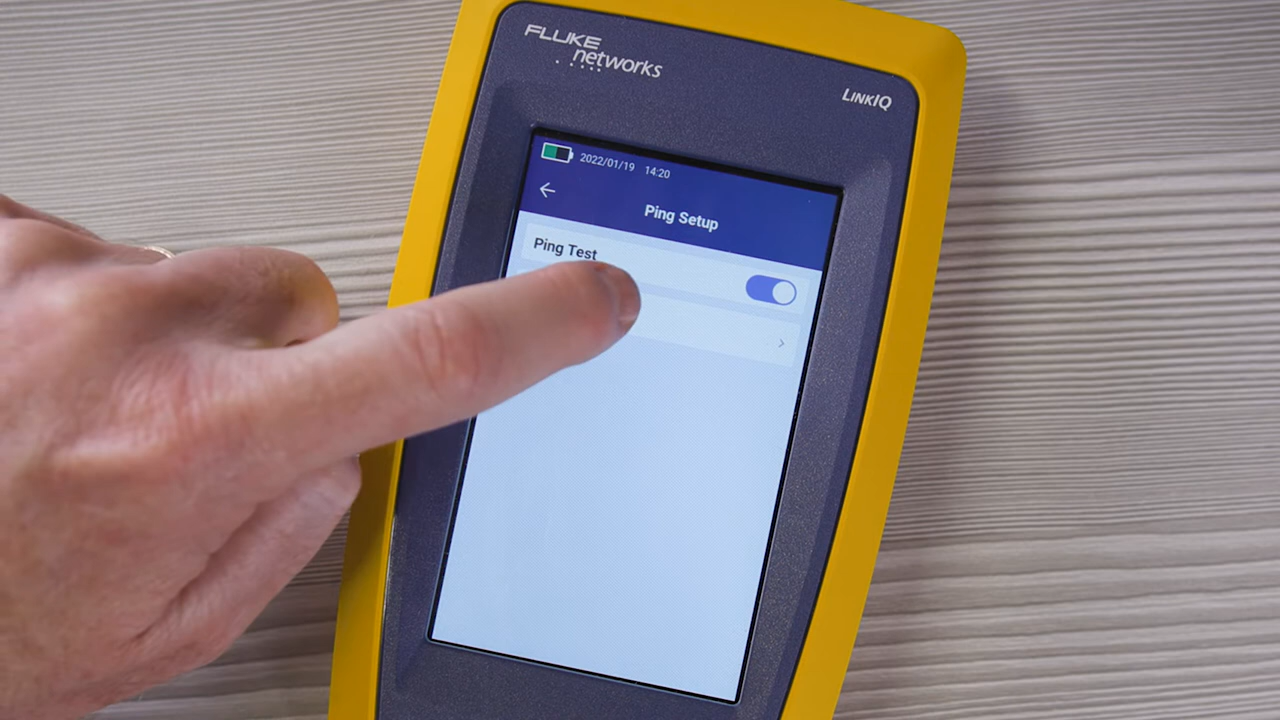 FLUKE
networks
LINKIQ
2022/01/19 14:20
Ping Setup
Ping Test